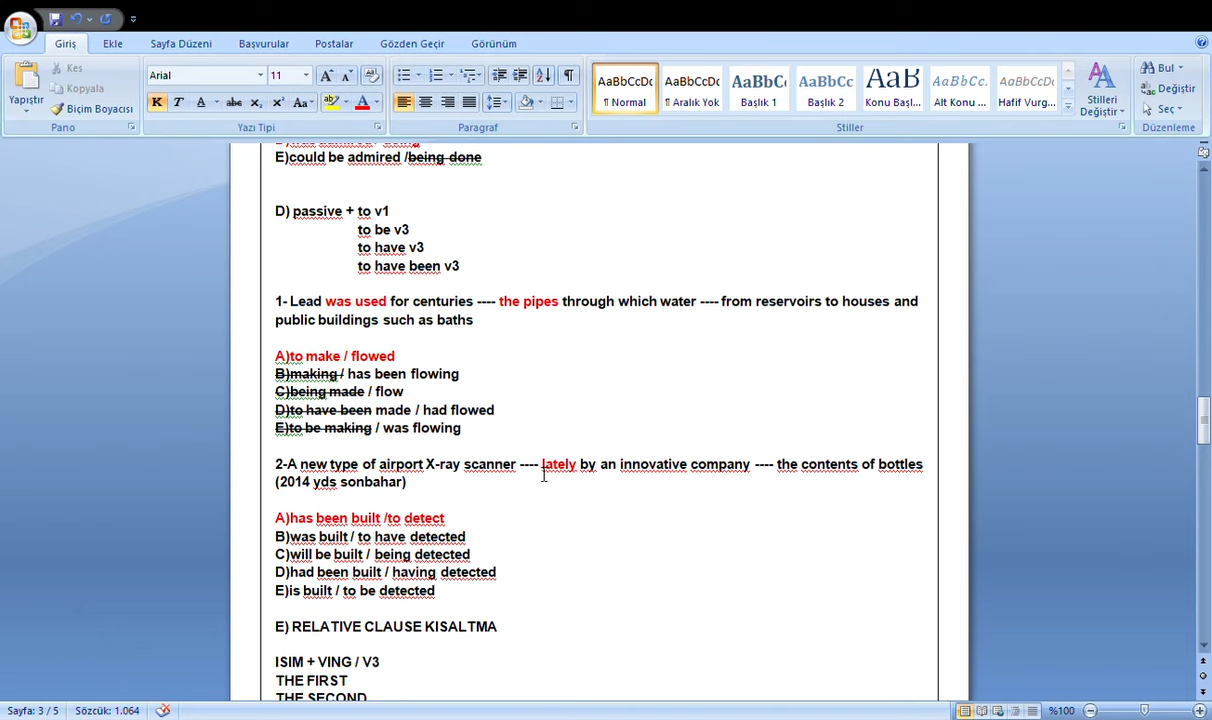 Giriş Ekle Sayfa Düzeni Başvurular Postalar Gözden Geçir Görünüm
Yapıştır Kes Kopyala Biçim Boyacısı Pano
Arial 11 Yazı Tipi
Paragraf
AaBbCcDc AaBbCcDc AaBbCc AaBbCc AaB AaBbCc. AaBbCcDc
¶ Normal ¶ Aralık Yok Başlık 1 Başlık 2 Konu Başl... Alt Konu ... Hafif Vurg...
Stilleri Değiştir Stiller
Bul Değiştir Seç Düzenleme
E)could be admired /being done
D) passive + to v1
to be v3
to have v3
to have been v3
1- Lead was used for centuries ---- the pipes through which water ---- from reservoirs to houses and
public buildings such as baths
A)to make / flowed
B)making / has been flowing
C)being made / flow
D)to have been made / had flowed
E)to be making / was flowing
2-A new type of airport X-ray scanner ---- lately by an innovative company ---- the contents of bottles
(2014 yds sonbahar)
A)has been built /to detect
B)was built / to have detected
C)will be built / being detected
D)had been built / having detected
E)is built / to be detected
E) RELATIVE CLAUSE KISALTMA
ISIM + VING / V3
THE FIRST
THE SECOND
Sayfa: 3 / 5 Sözcük: 1.064 %100